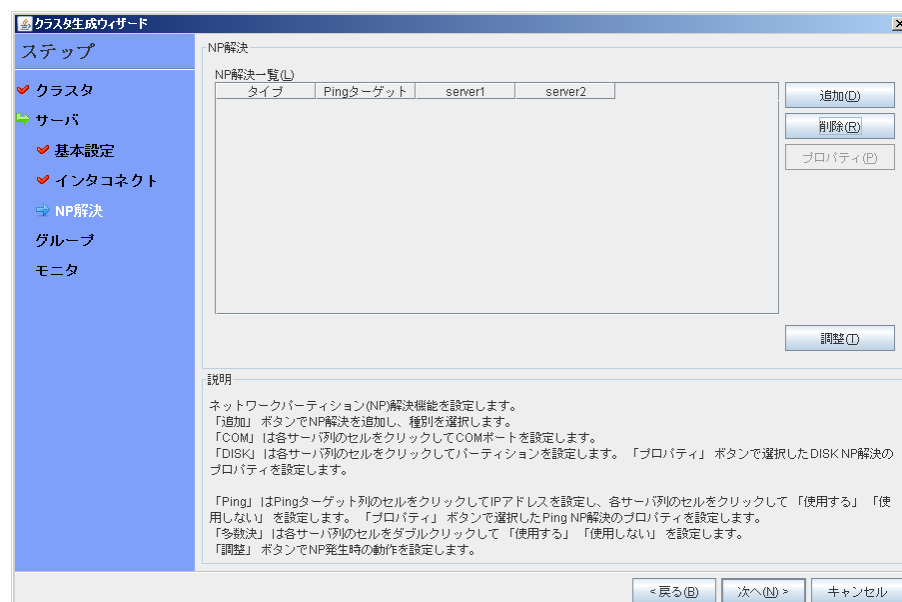 クラスタ生成ウィザード
ステップ
クラスタ
サーバ
基本設定
インタコネクト
NP解決
グループ
モニタ
NP解決
NP解決一覧(L)
タイプ Pingターゲット server1 server2
追加(D)
削除(R)
プロパティ(P)
調整(T)
説明
ネットワークパーティション(NP)解決機能を設定します。
「追加」 ボタンでNP解決を追加し、種別を選択します。
「COM」 は各サーバ列のセルをクリックしてCOMポートを設定します。
「DISK」 は各サーバ列のセルをクリックしてパーティションを設定します。 「プロパティ」 ボタンで選択したDISK NP解決の
プロパティを設定します。
「Ping」 はPingターゲット列のセルをクリックしてIPアドレスを設定し、各サーバ列のセルをクリックして 「使用する」 「使
用しない」 を設定します。 「プロパティ」 ボタンで選択したPing NP解決のプロパティを設定します。
「多数決」 は各サーバ列のセルをダブルクリックして 「使用する」 「使用しない」 を設定します。
「調整」 ボタンでNP発生時の動作を設定します。
<戻る(B) 次へ(N)> キャンセル